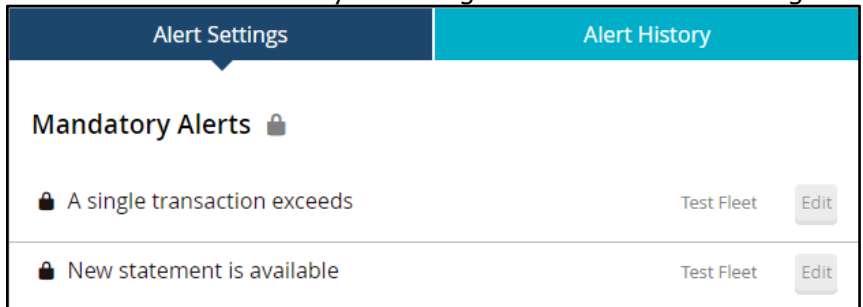 Alert Settings Alert History
Mandatory Alerts
A single transaction exceeds Test Fleet Edit
New statement is available Test Fleet Edit